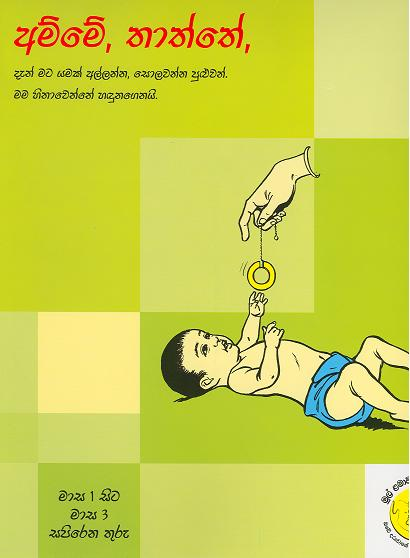 අම්මේ, තාත්තේ,
දැන් මට යමක් අල්ලන්න, සොලවන්න පුළුවන්.
මම හිනාවෙන්නේ හඳුනගෙනයි.
මාස 1 සිට
මාස 3
සපිරෙන තුරු